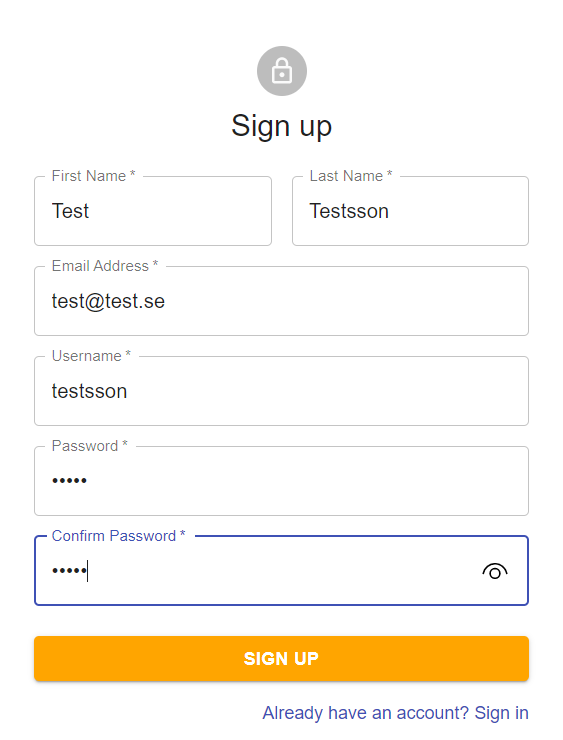 Sign up
First Name *
Last Name *
Test
Testsson
Email Address *
test@test.se
Username *
testsson
Password *
•••••
Confirm Password *
•••••
SIGN UP
Already have an account? Sign in